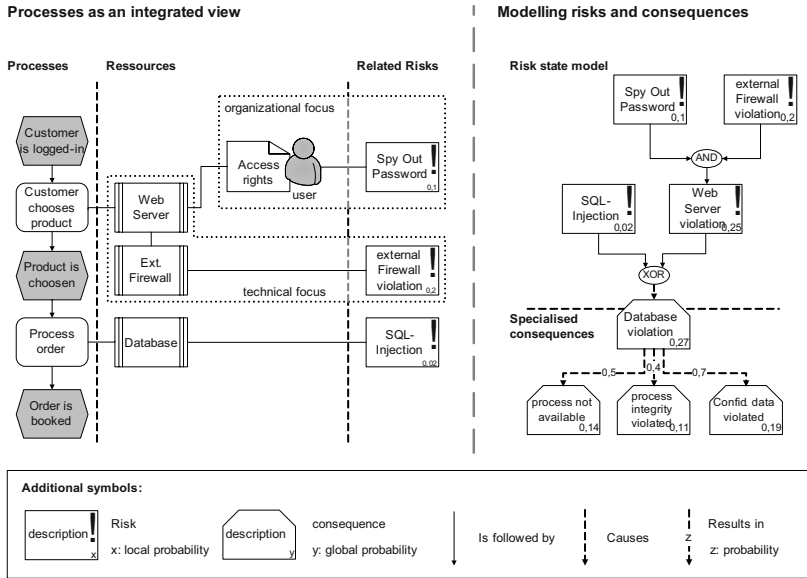 Processes as an integrated view
Modelling risks and consequences
Processes
Ressources
Related Risks
Customer
is logged-in
Customer
chooses
product
Product is
choosen
Process
order
Order is
booked
organizational focus
Access
rights
user
Web
Server
Ext.
Firewall
technical focus
Database
Spy Out
Password
!
0,1
external
Firewall
violation
!
0,2
SQL-
Injection
!
0,02
Risk state model
Spy Out
Password
!
0,1
external
Firewall
violation
!
0,2
AND
SQL-
Injection
!
0,02
Web
Server
violation
!
0,25
XOR
Specialised
consequences
Database
violation
0,27
0,5
0,4
0,7
process not
available
0,14
process
integrity
violated
0,11
Confid. data
violated
0,19
Additional symbols:
description
!
x
Risk
x: local probability
description
y
consequence
y: global probability
Is followed by
Causes
z
Results in
z: probability